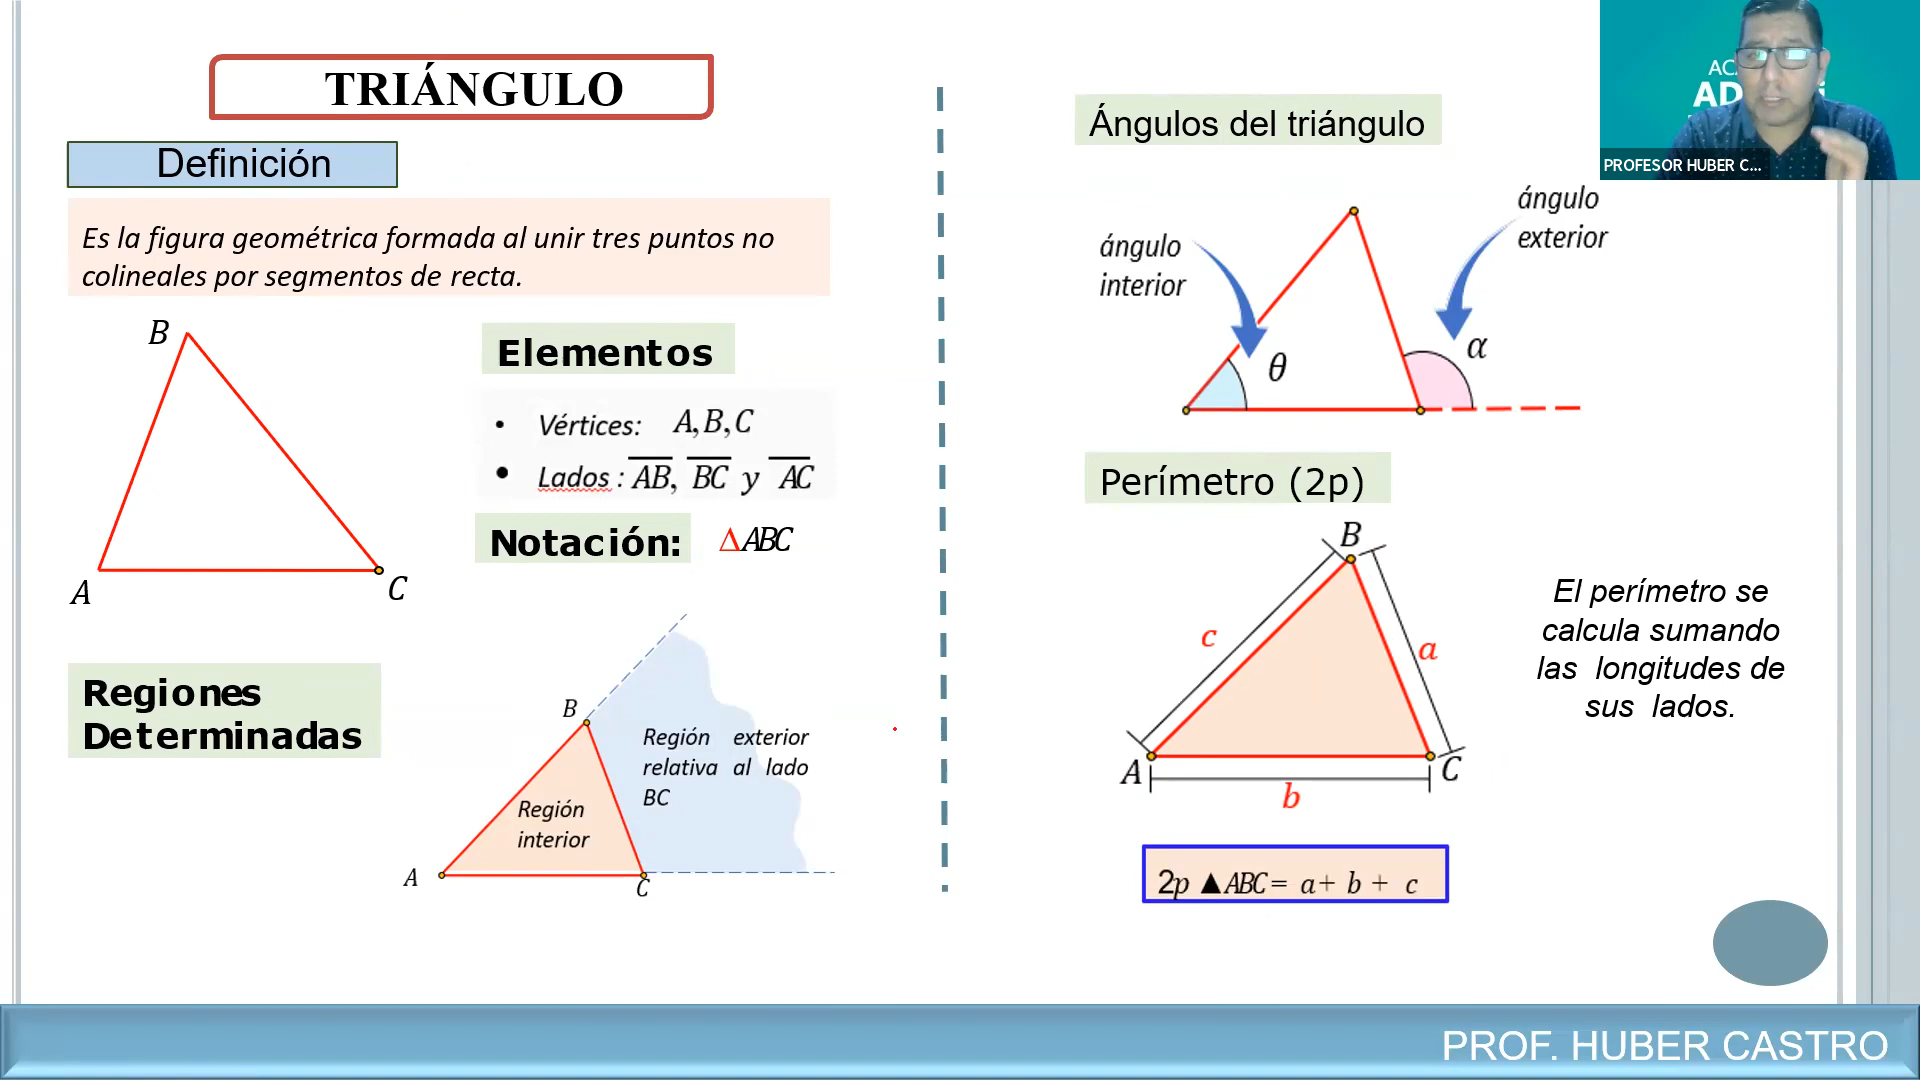 TRIÁNGULO
Definición
Es la figura geométrica formada al unir tres puntos no
colineales por segmentos de recta.
B
A
C
Elementos
• Vértices: A, B, C
• Lados : AB, BC y AC
Notación: ΔABC
Regiones
Determinadas
B
Región exterior
relativa al lado
BC
Región
interior
A
C
Ángulos del triángulo
ángulo
interior
ángulo
exterior
θ
α
Perímetro (2p)
B
c
a
A
C
b
El perímetro se
calcula sumando
las longitudes de
sus lados.
2p ▲ABC = a + b + c
PROFESOR HUBER C...
PROF. HUBER CASTRO